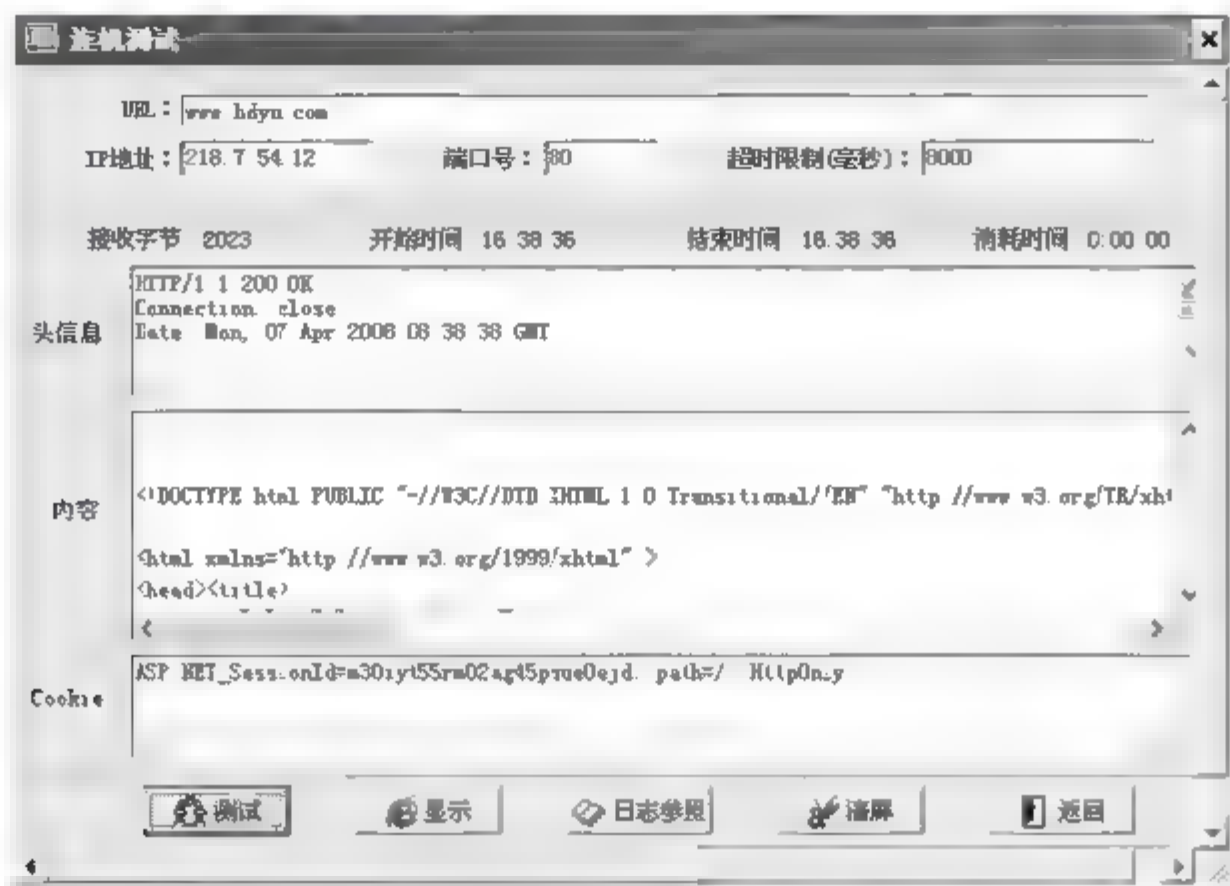 连机测试
URL：www hdyu com
IP地址：218.7 54 12 端口号：80 超时限制(毫秒)：8000
接收字节 2023 开始时间 16 38 36 结束时间 16.38 36 消耗时间 0:00 00
头信息
HTTP/1 1 200 OK
Connection close
Date Mon, 07 Apr 2008 08 38 38 GMT
内容
<!DOCTYPE html PUBLIC "-//W3C//DTD XHTML 1 0 Transitional//EN" "http //www w3.org/TR/xht
<html xmlns="http //www w3.org/1999/xhtml" >
<head><title>
Cookie
ASP NET_SessionId= path=/ HttpOnly
测试 显示 日志参照 清屏 返回